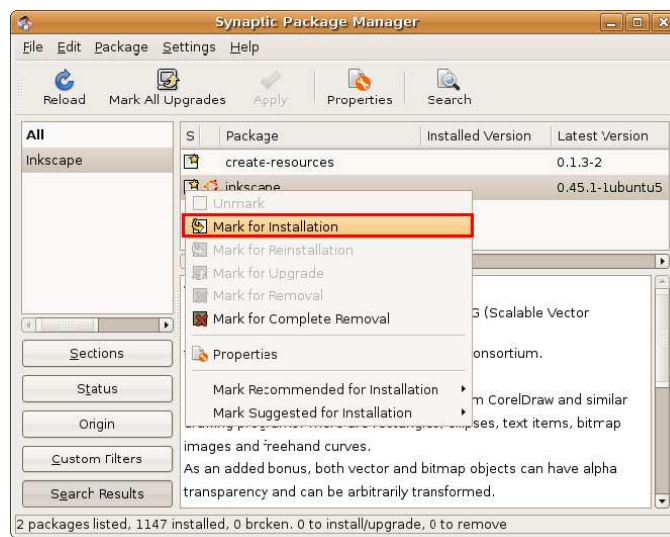 Synaptic Package Manager
File Edit Package Settings Help
Reload Mark All Upgrades Apply Properties Search
All
Inkscape
S Package Installed Version Latest Version
create-resources 0.1.3-2
inkscape 0.45.1-1ubuntu5
Unmark
Mark for Installation
Mark for Reinstallation
Mark for Upgrade
Mark for Removal
Mark for Complete Removal
Properties
Mark Recommended for Installation
Mark Suggested for Installation
G (Scalable Vector
onsortium.
m CorelDraw and similar
text items, bitmap
images and freehand curves.
As an added bonus, both vector and bitmap objects can have alpha
transparency and can be arbitrarily transformed.
Sections
Status
Origin
Custom Filters
Search Results
2 packages listed, 1147 installed, 0 broken. 0 to install/upgrade, 0 to remove